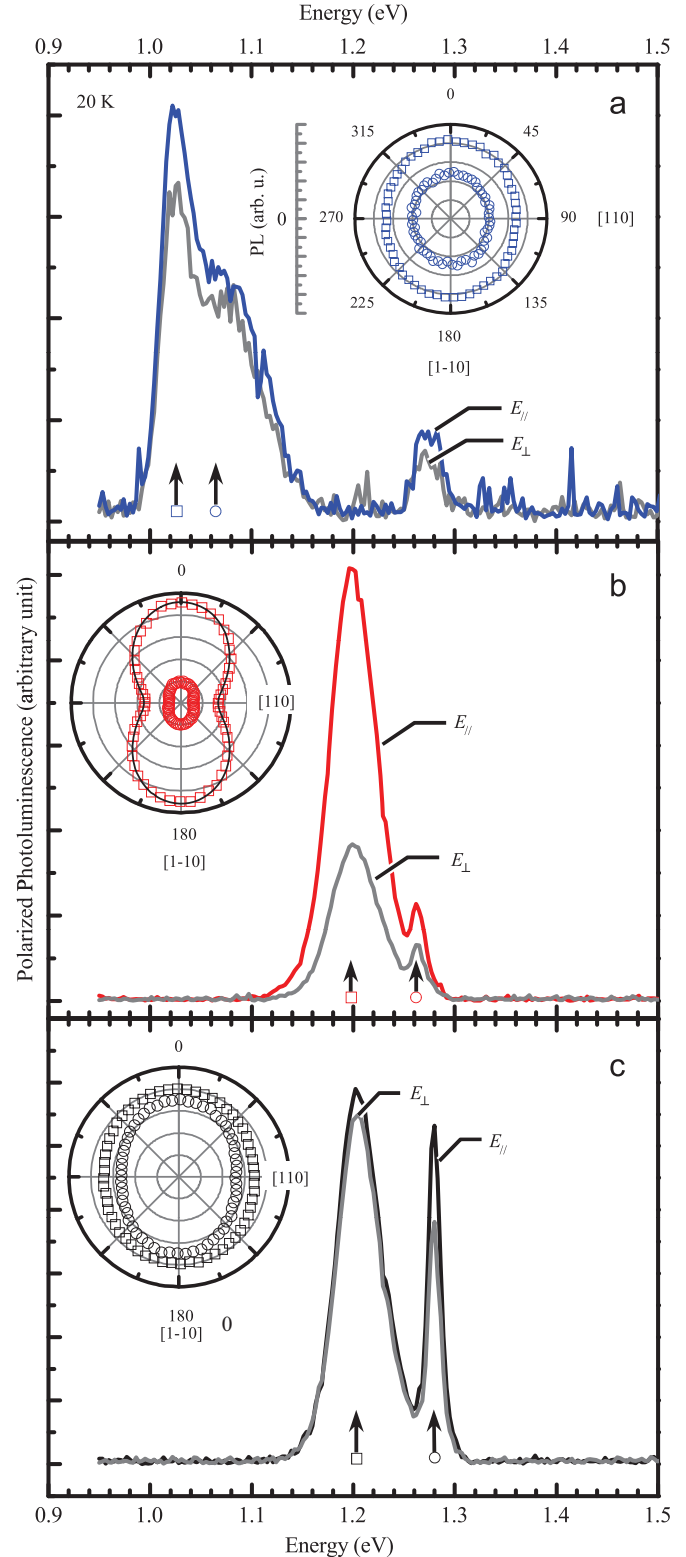 Energy (eV)
0.9 1.0 1.1 1.2 1.3 1.4 1.5
20 K
a
0
315 45
PL (arb. u.)
0
270 90 [110]
225 135
180
[1-10]
E//
E⊥
Polarized Photoluminescence (arbitrary unit)
b
0
[110]
180
[1-10]
E//
E⊥
c
0
[110]
180
[1-10] 0
E⊥
E//
0.9 1.0 1.1 1.2 1.3 1.4 1.5
Energy (eV)